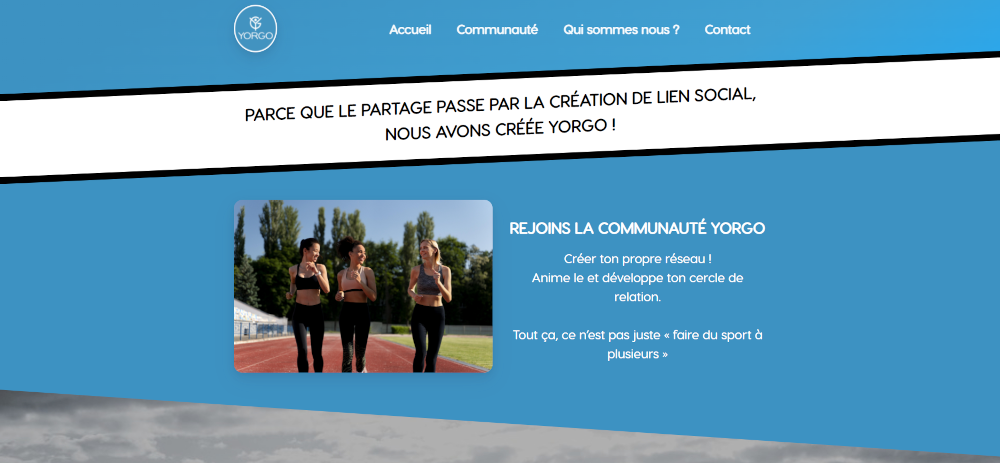 YORGO
Accueil Communauté Qui sommes nous ? Contact
PARCE QUE LE PARTAGE PASSE PAR LA CRÉATION DE LIEN SOCIAL,
NOUS AVONS CRÉÉE YORGO !
REJOINS LA COMMUNAUTÉ YORGO
Créer ton propre réseau !
Anime le et développe ton cercle de
relation.
Tout ça, ce n'est pas juste « faire du sport à
plusieurs »